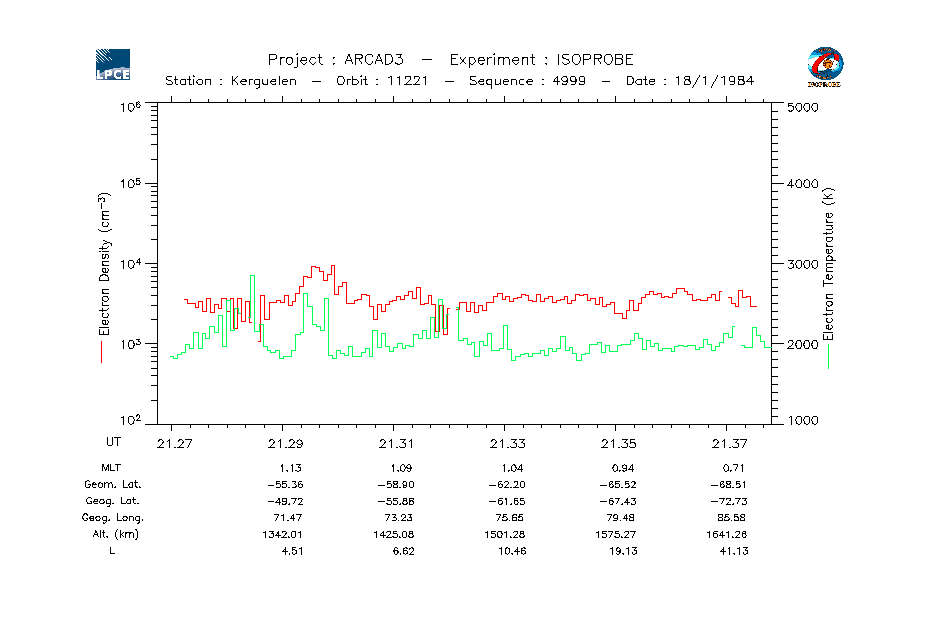 LPCE
Project : ARCAD3 – Experiment : ISOPROBE
ISOPROBE
Station : Kerguelen – Orbit : 11221 – Sequence : 4999 – Date : 18/1/1984
10⁶
10⁵
10⁴
10³
10²
Electron Density (cm⁻³)
5000
4000
3000
2000
1000
Electron Temperature (K)
UT 21.27 21.29 21.31 21.33 21.35 21.37
MLT 1.13 1.09 1.04 0.94 0.71
Geom. Lat. −55.36 −58.90 −62.20 −65.52 −68.51
Geog. Lat. −49.72 −55.88 −61.65 −67.43 −72.73
Geog. Long. 71.47 73.23 75.65 79.48 85.58
Alt. (km) 1342.01 1425.08 1501.28 1575.27 1641.26
L 4.51 6.62 10.46 19.13 41.13